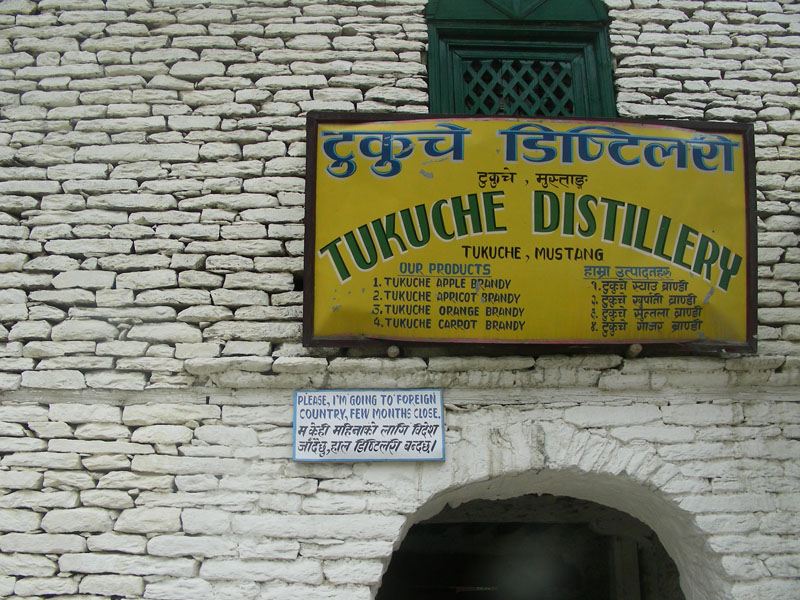 टुकुचे डिष्टिलरी
टुकुचे , मुस्ताङ
TUKUCHE DISTILLERY
TUKUCHE , MUSTANG
OUR PRODUCTS
1. TUKUCHE APPLE BRANDY
2. TUKUCHE APRICOT BRANDY
3. TUKUCHE ORANGE BRANDY
4. TUKUCHE CARROT BRANDY
हाम्रा उत्पादनहरु
१. टुकुचे स्याउ ब्राण्डी
२. टुकुचे खुर्पानी ब्राण्डी
३. टुकुचे सुन्तला ब्राण्डी
४. टुकुचे गाजर ब्राण्डी
PLEASE, I'M GOING TO FOREIGN
COUNTRY, FEW MONTHS CLOSE.
म केही महिनाको लागि विदेश
जाँदैछु, हाल डिष्टिलरी बन्दछ।